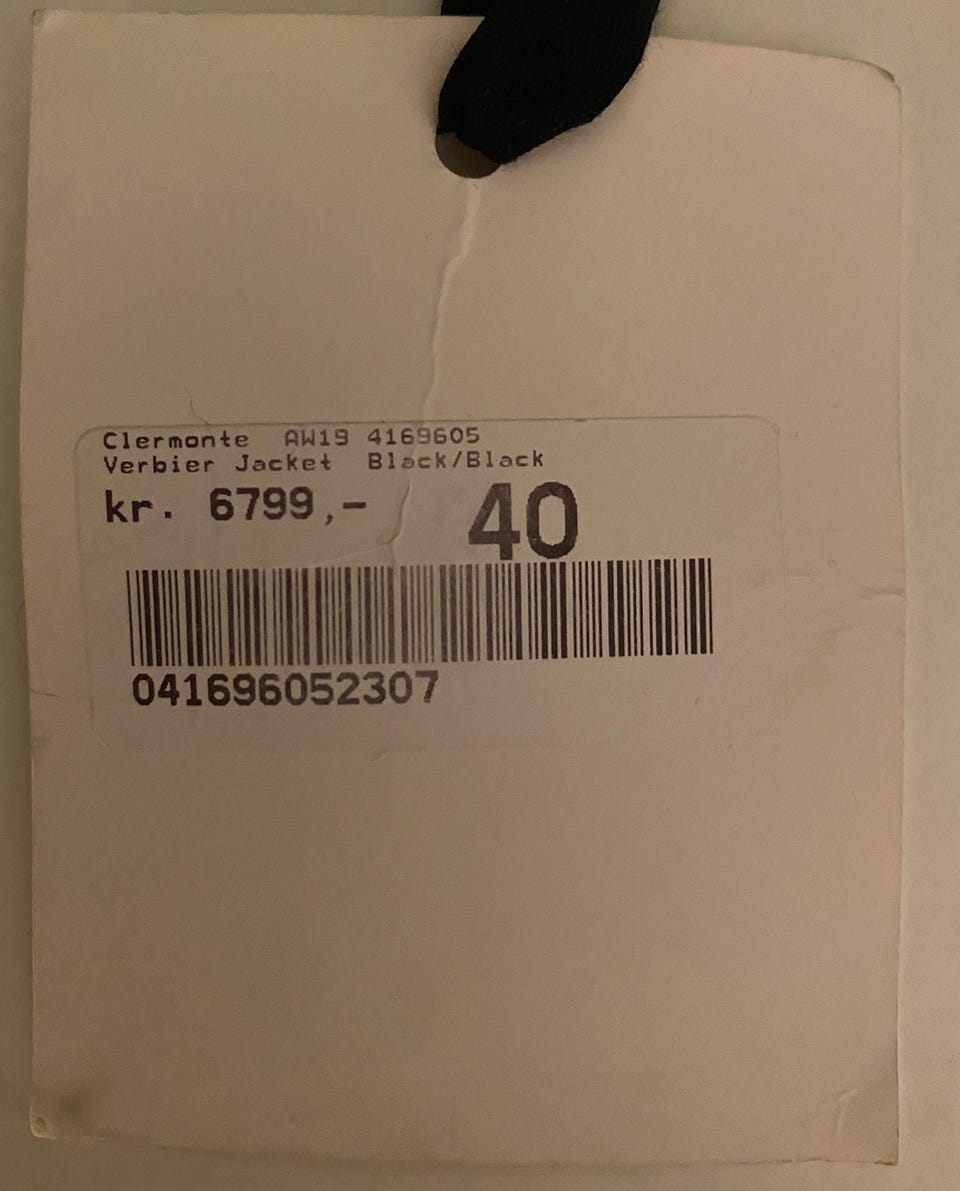 Clermonte AW19 4169605
Verbier Jacket Black/Black
kr. 6799,- 40
041696052307